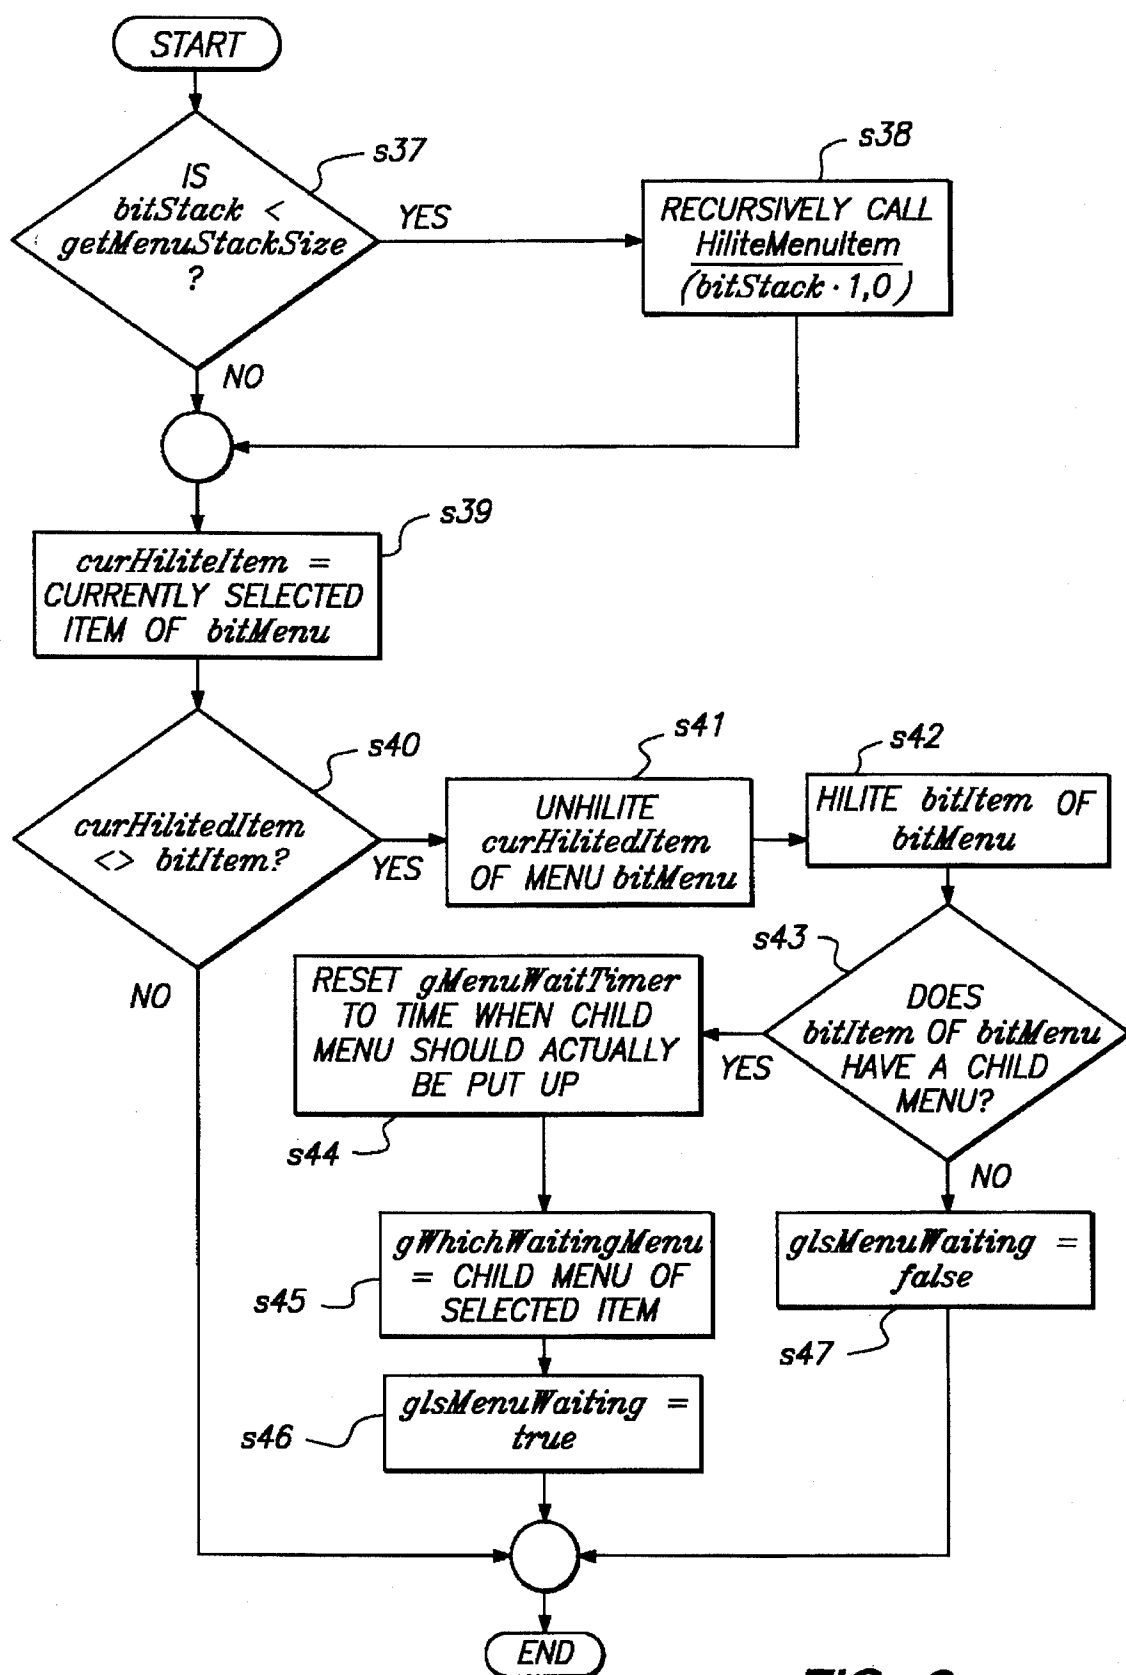 START
s37
IS
bitStack <
getMenuStackSize
?
YES
s38
RECURSIVELY CALL
HiliteMenuItem
(bitStack · 1,0)
NO
s39
curHiliteItem =
CURRENTLY SELECTED
ITEM OF bitMenu
s40
curHilitedItem
<> bitItem?
YES
s41
UNHILITE
curHilitedItem
OF MENU bitMenu
s42
HILITE bitItem OF
bitMenu
NO
s43
DOES
bitItem OF bitMenu
HAVE A CHILD
MENU?
YES
RESET gMenuWaitTimer
TO TIME WHEN CHILD
MENU SHOULD ACTUALLY
BE PUT UP
s44
NO
gWhichWaitingMenu
= CHILD MENU OF
SELECTED ITEM
s45
glsMenuWaiting =
false
s47
glsMenuWaiting =
true
s46
END